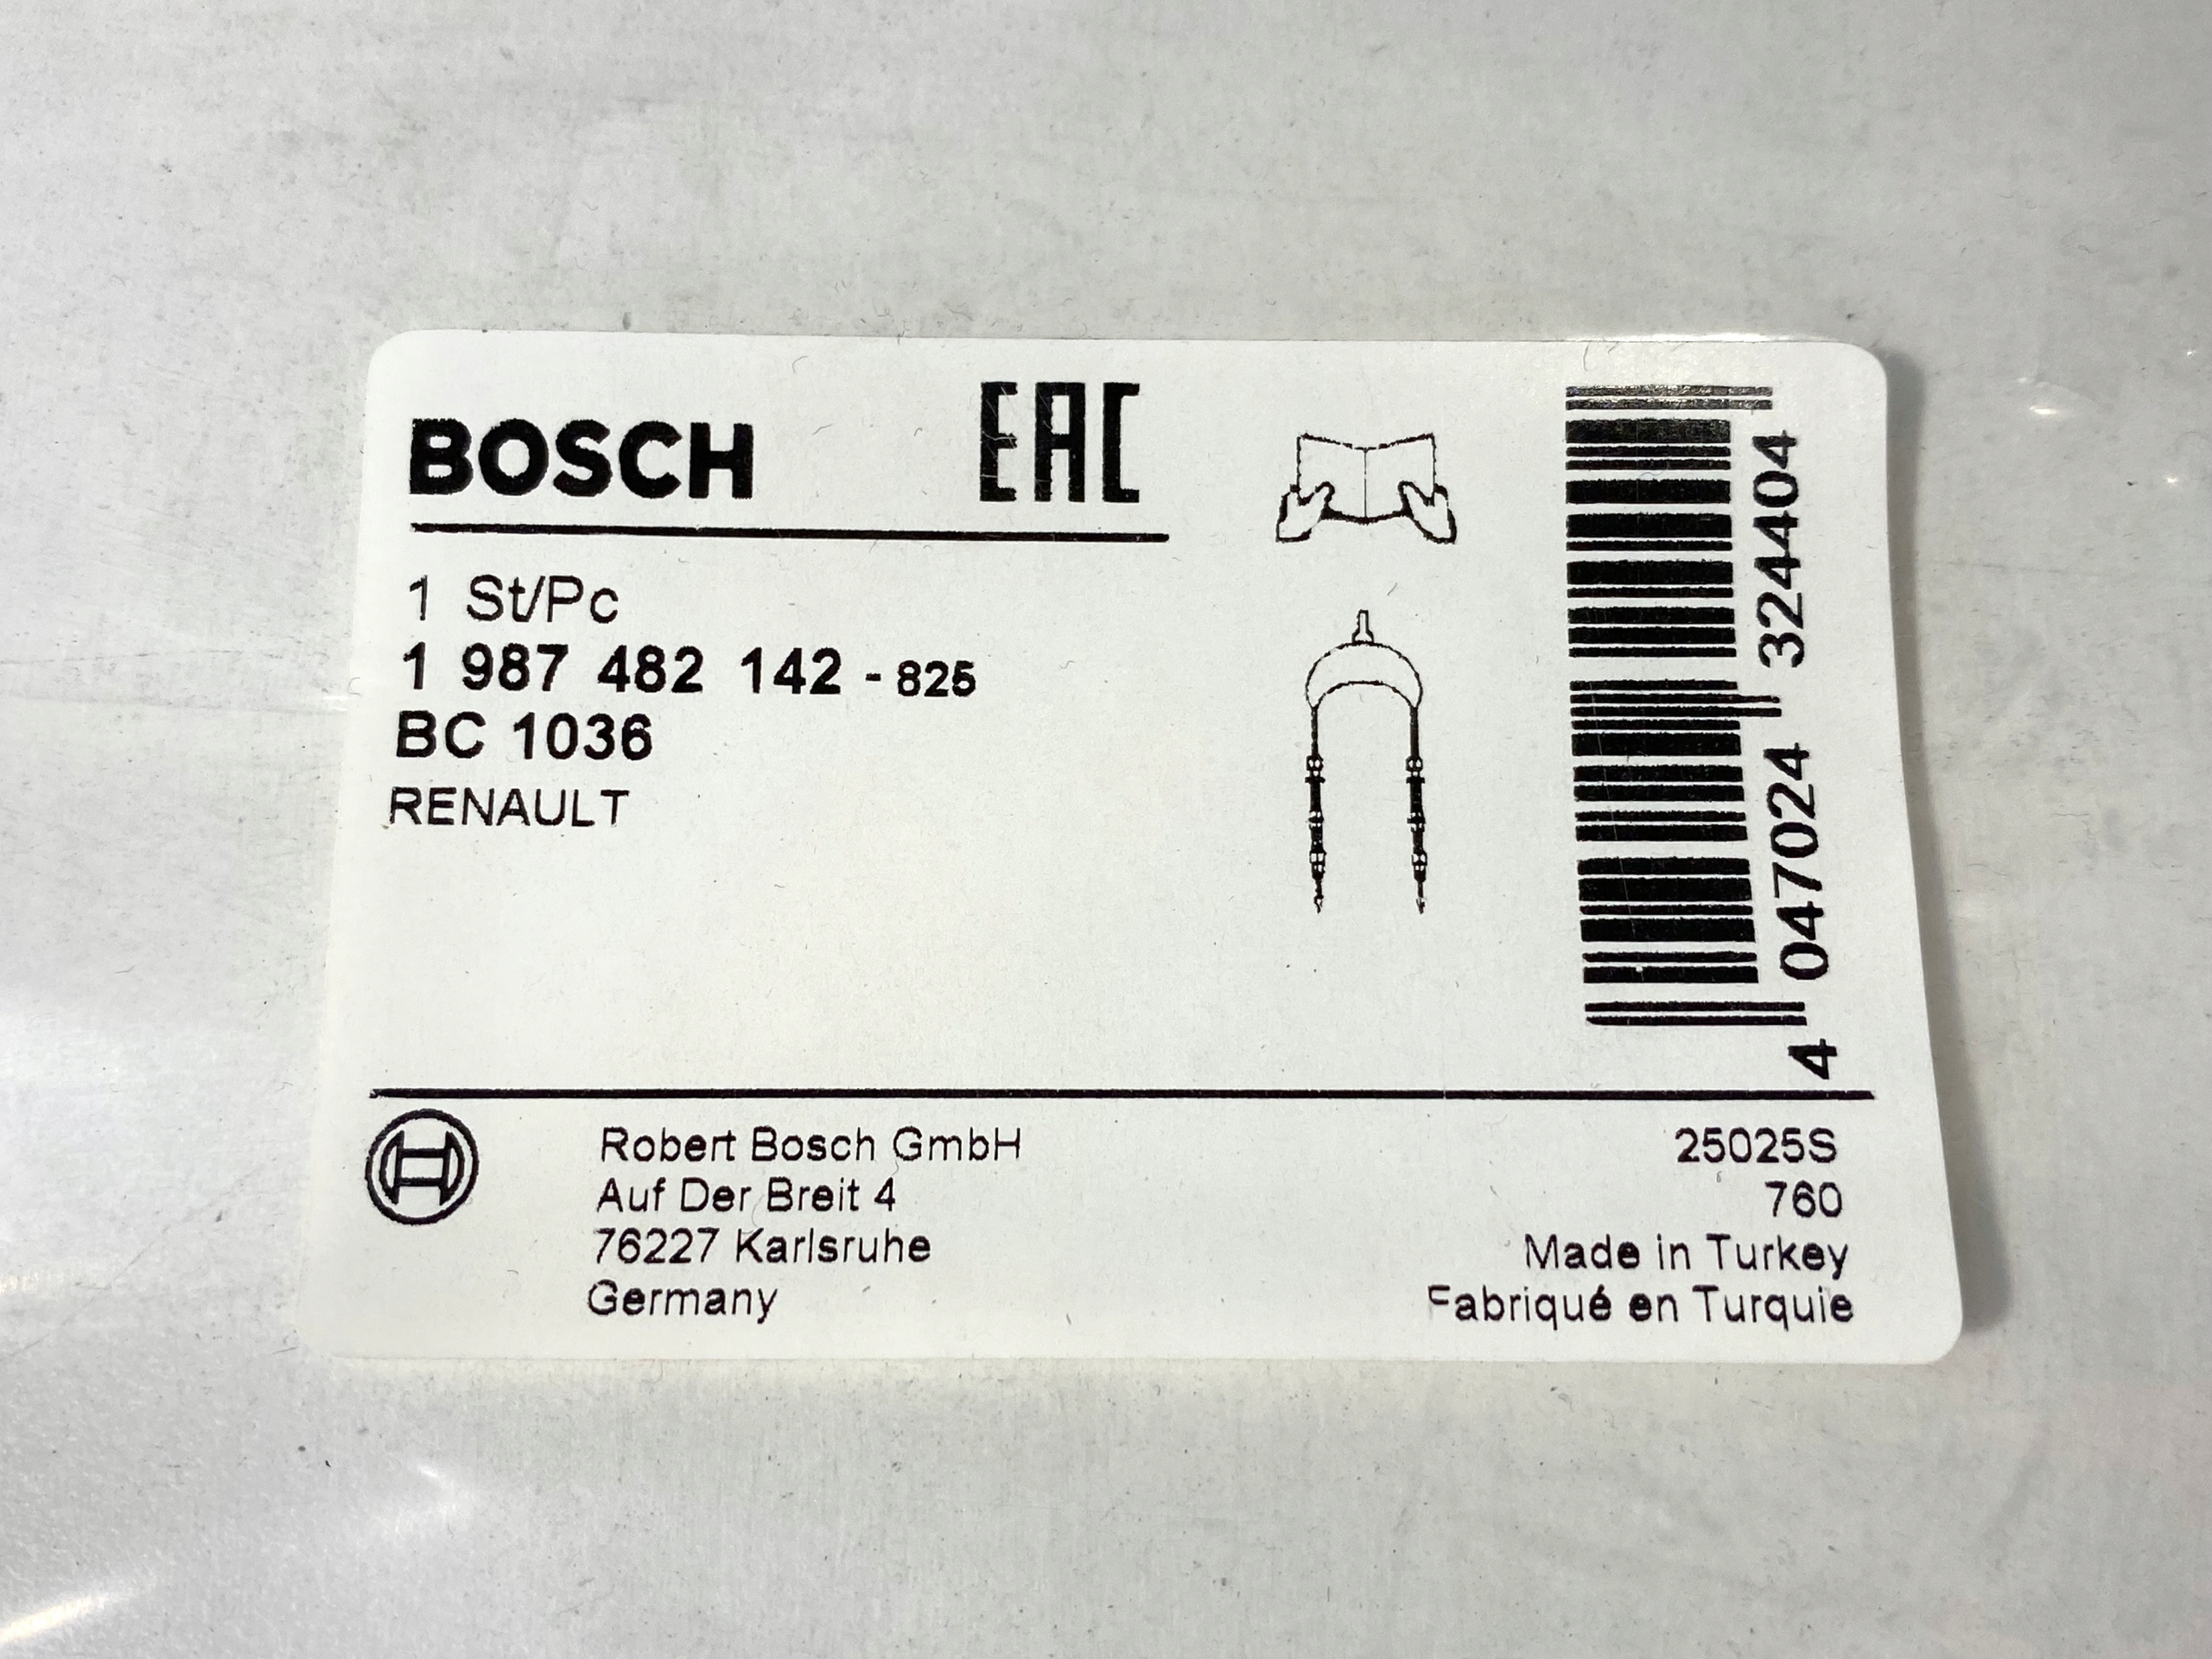 BOSCH
EAC
1 St/Pc
1 987 482 142 - 825
BC 1036
RENAULT
4 047024 324404
Robert Bosch GmbH
Auf Der Breit 4
76227 Karlsruhe
Germany
25025S
760
Made in Turkey
Fabriqué en Turquie